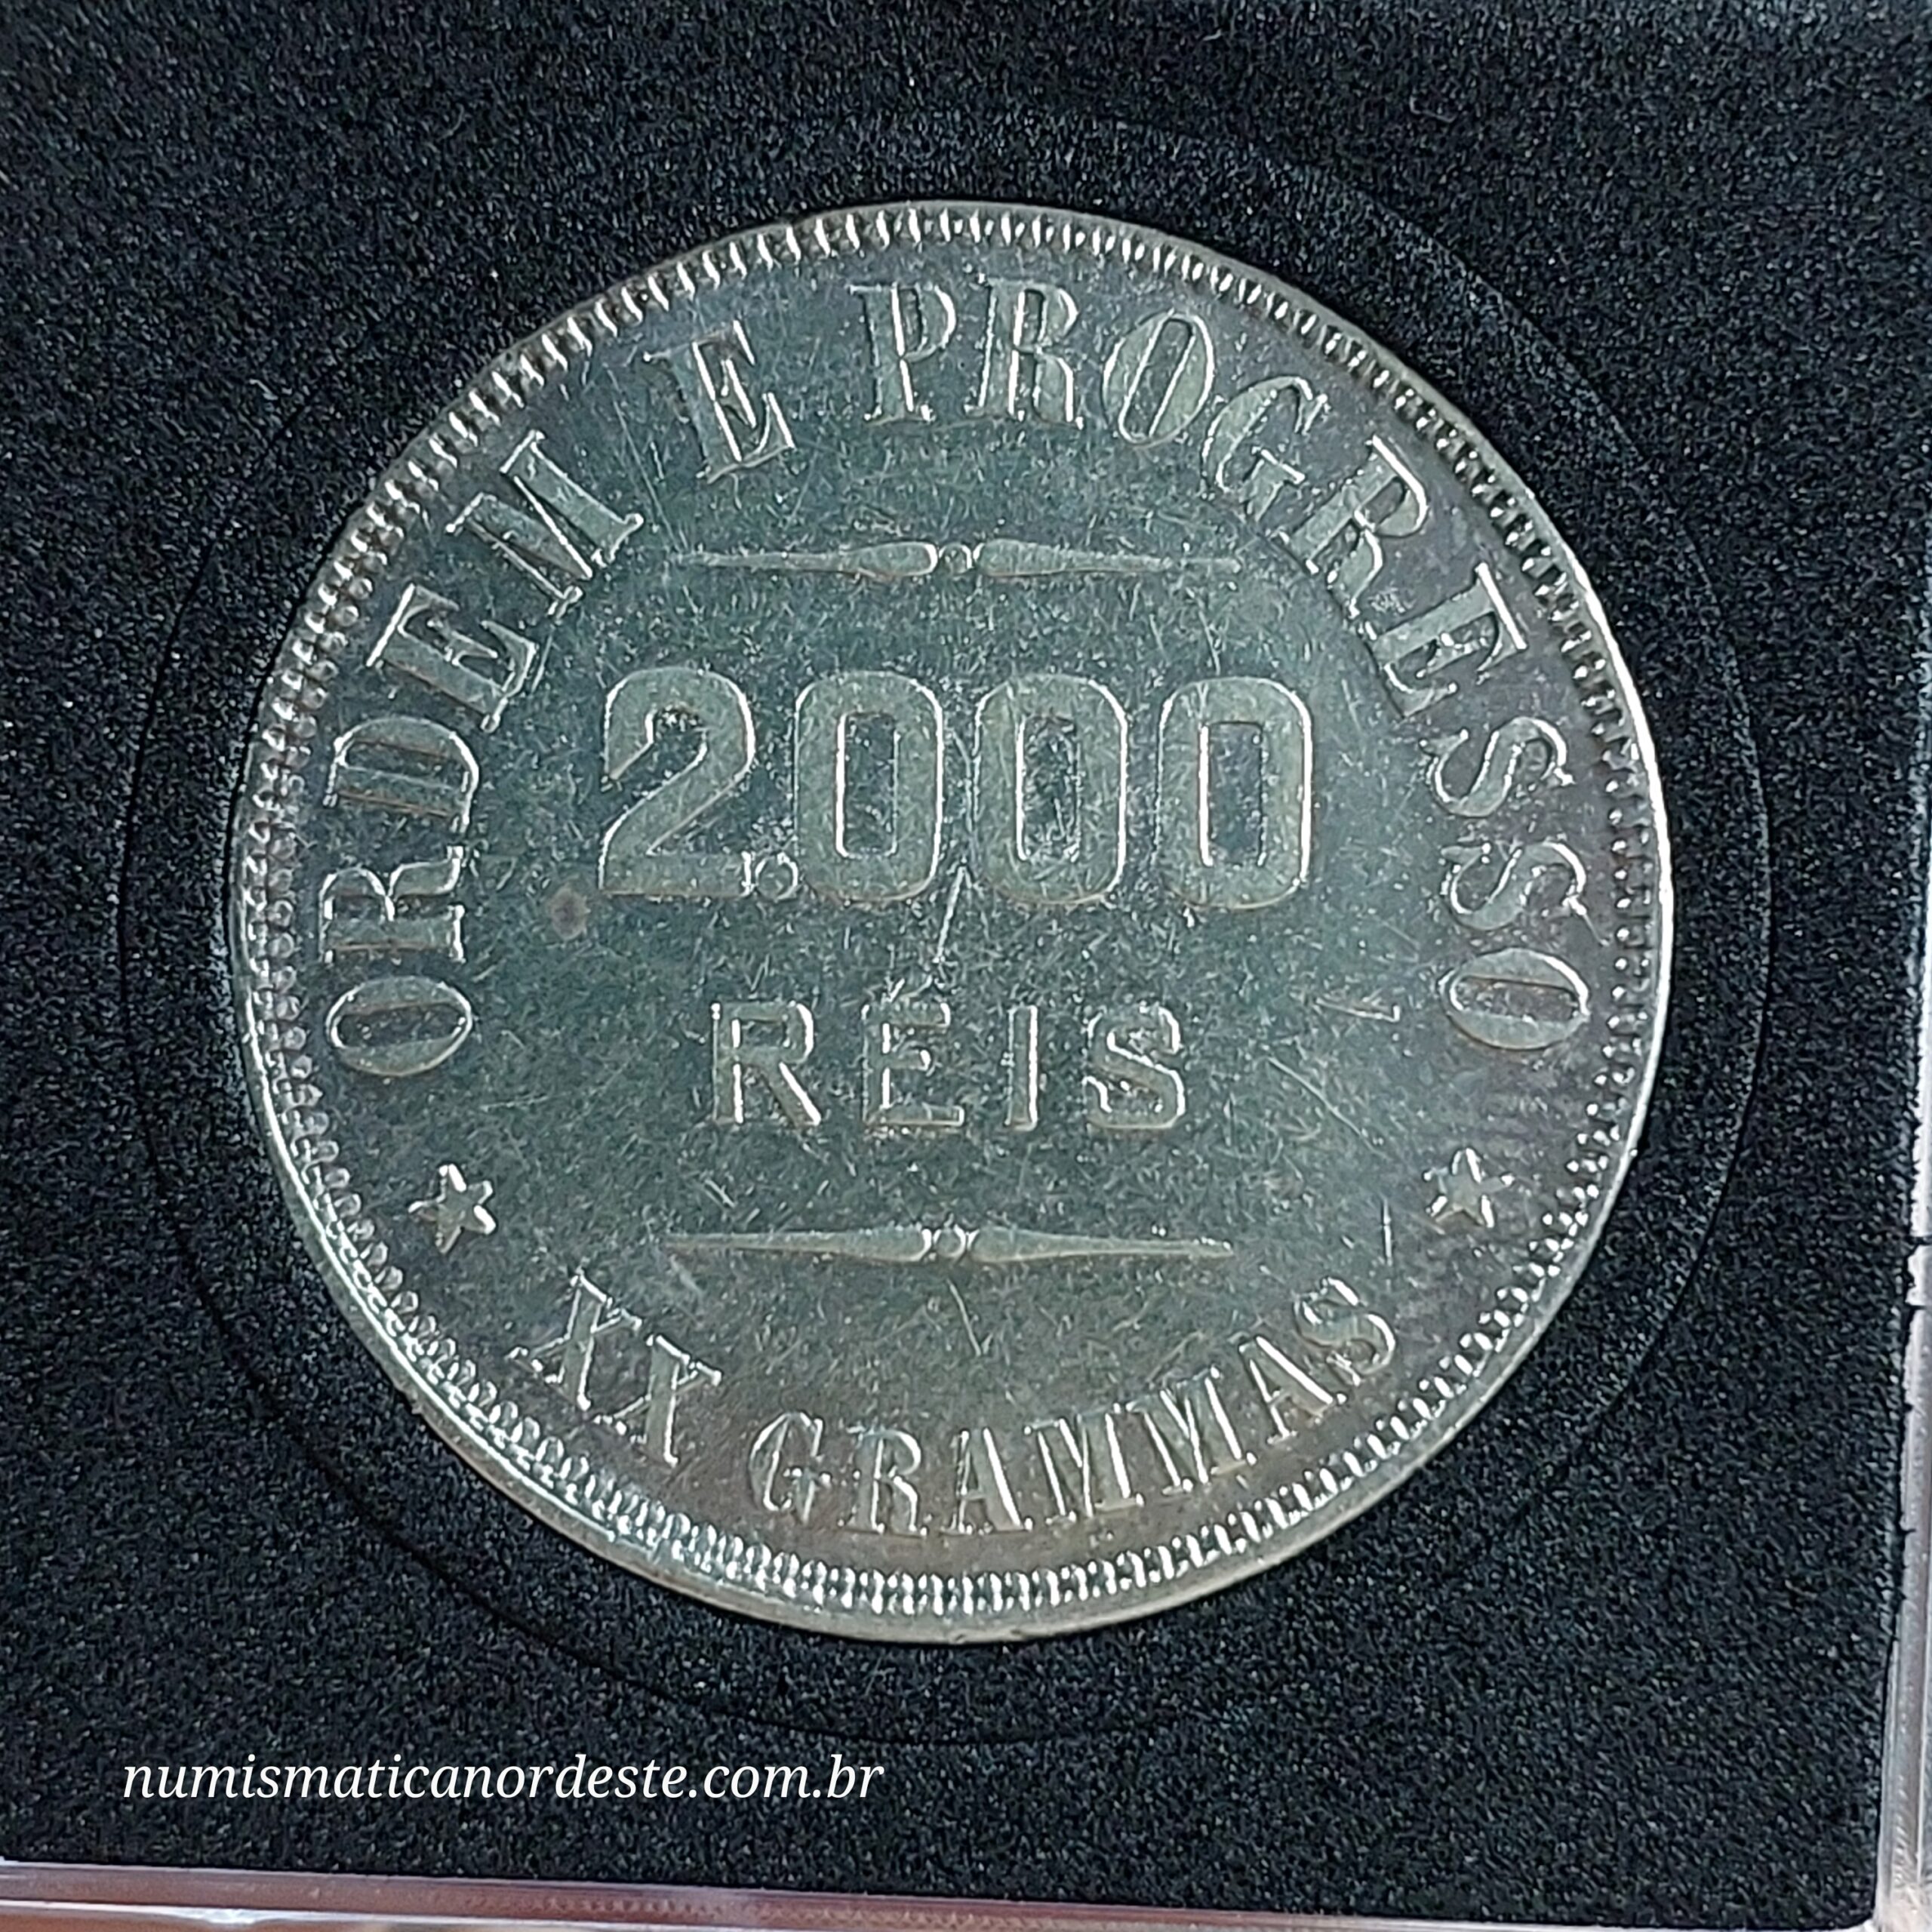 ORDEM E PROGRESSO
2.000
RÉIS
XX GRAMMAS
numismaticanordeste.com.br